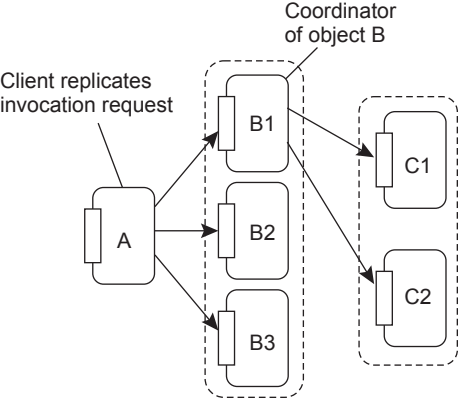 Coordinator
of object B
Client replicates
invocation request
B1
C1
A
B2
C2
B3